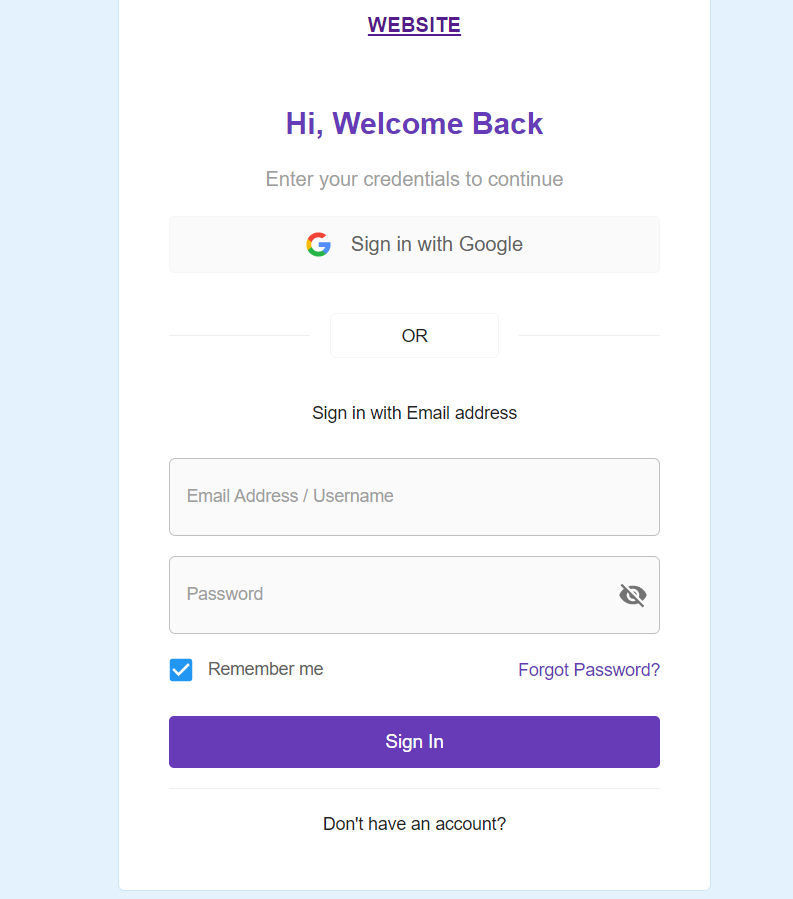 WEBSITE
Hi, Welcome Back
Enter your credentials to continue
Sign in with Google
OR
Sign in with Email address
Email Address / Username
Password
Remember me
Forgot Password?
Sign In
Don't have an account?